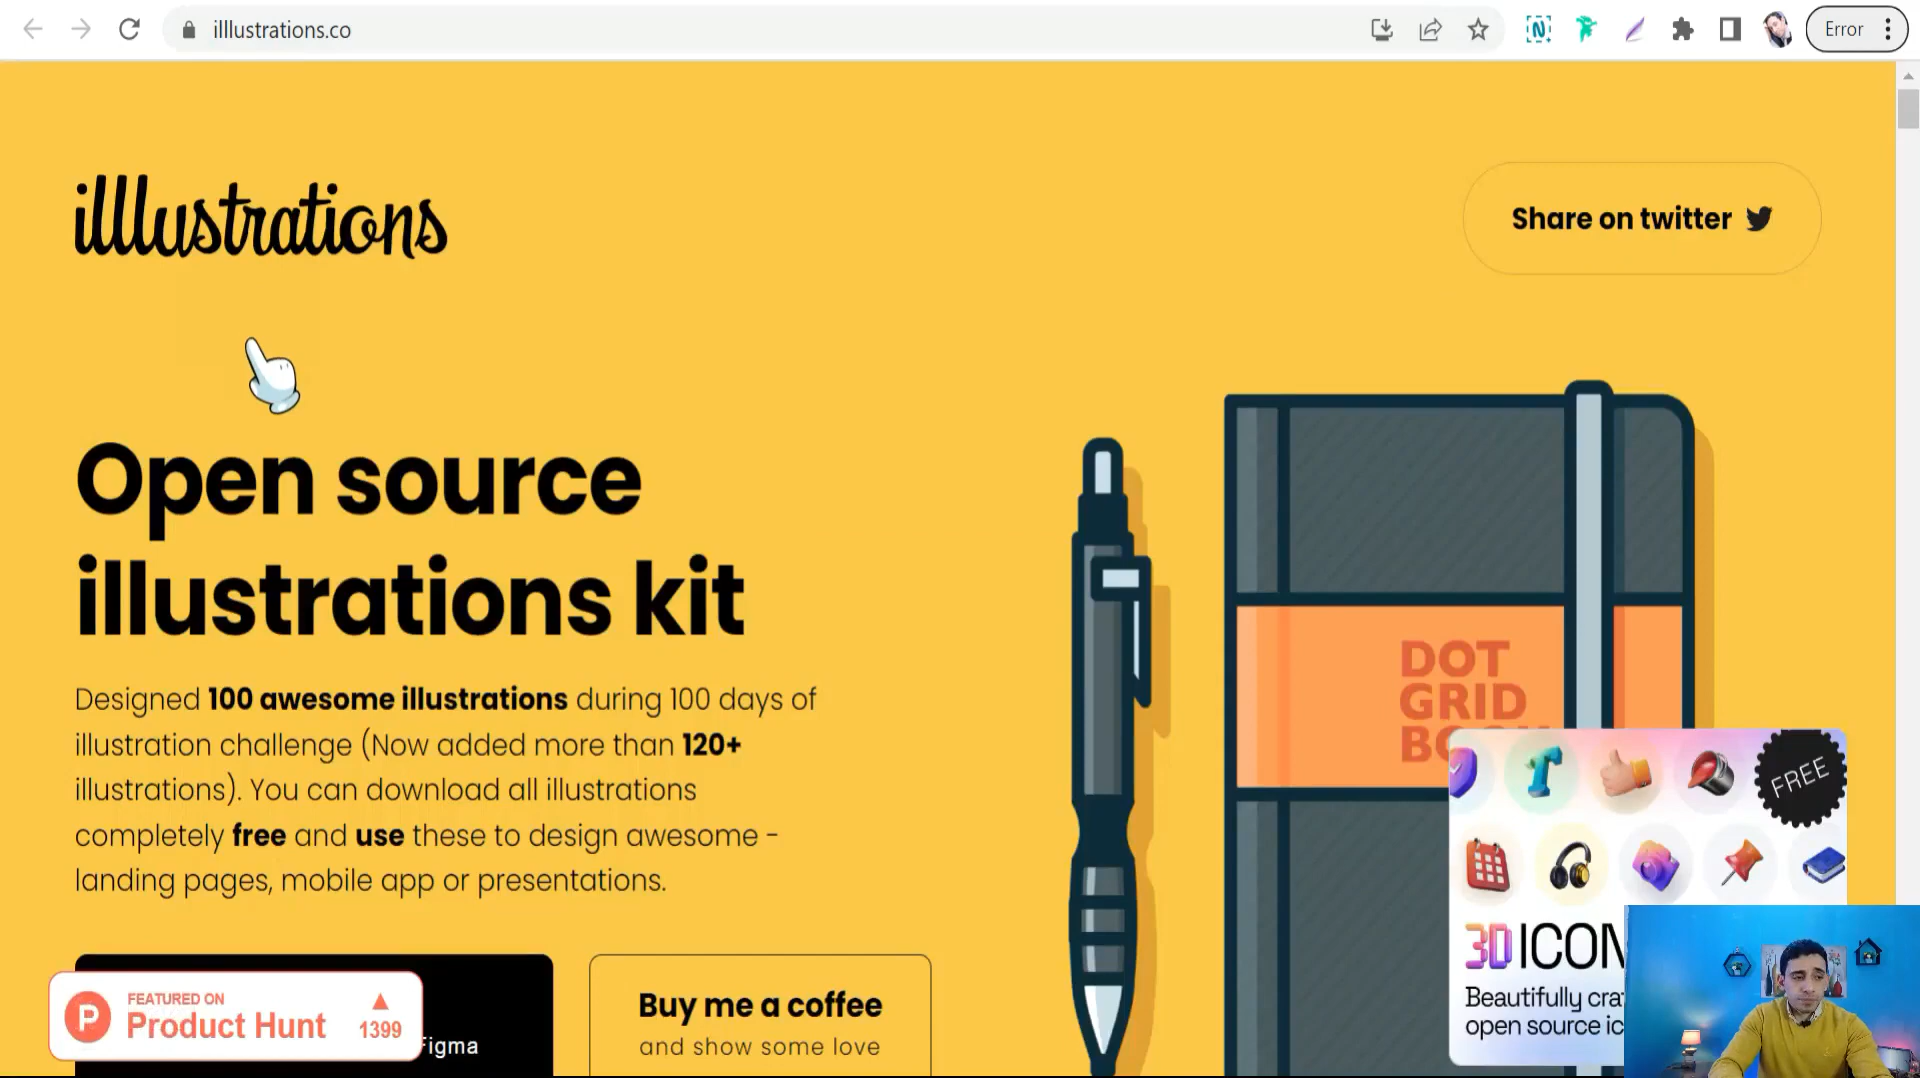 illlustrations.co
Error
illlustrations
Share on twitter
Open source
illustrations kit
Designed 100 awesome illustrations during 100 days of
illustration challenge (Now added more than 120+
illustrations). You can download all illustrations
completely free and use these to design awesome -
landing pages, mobile app or presentations.
DOT
GRID
FREE
3D ICON
Beautifully
open source
FEATURED ON
Product Hunt
1399
Figma
Buy me a coffee
and show some love